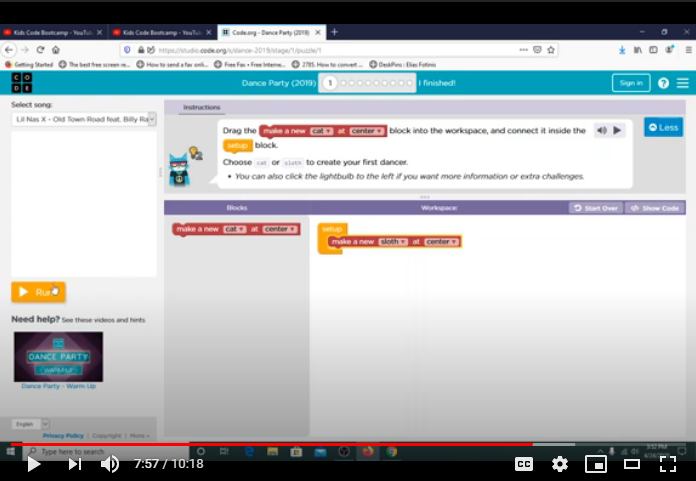 Kids Code Bootcamp - YouTub
Kids Code Bootcamp - YouTub
Code.org - Dance Party (2019)
https://studio.code.org/s/dance-2019/stage/1/puzzle/1
Getting Started
The best free screen re...
How to send a fax onli...
Free Fax • Free Interne...
2785. How to convert ...
DeskPins : Elias Fotinis
C O
D E
Dance Party (2019)
1
I finished!
Sign in
?
Select song:
Lil Nas X - Old Town Road feat. Billy Ra
Instructions
Drag the make a new cat at center block into the workspace, and connect it inside the
setup block.
Choose cat or sloth to create your first dancer.
• You can also click the lightbulb to the left if you want more information or extra challenges.
2
Less
Blocks
Workspace:
Start Over
Show Code
make a new cat at center
setup
make a new sloth at center
Run
Need help? See these videos and hints
DANCE PARTY
WARM-UP
Dance Party - Warm-Up
English
Privacy Policy | Copyright | More
Type here to search
3:52 PM
7:57 / 10:18
CC